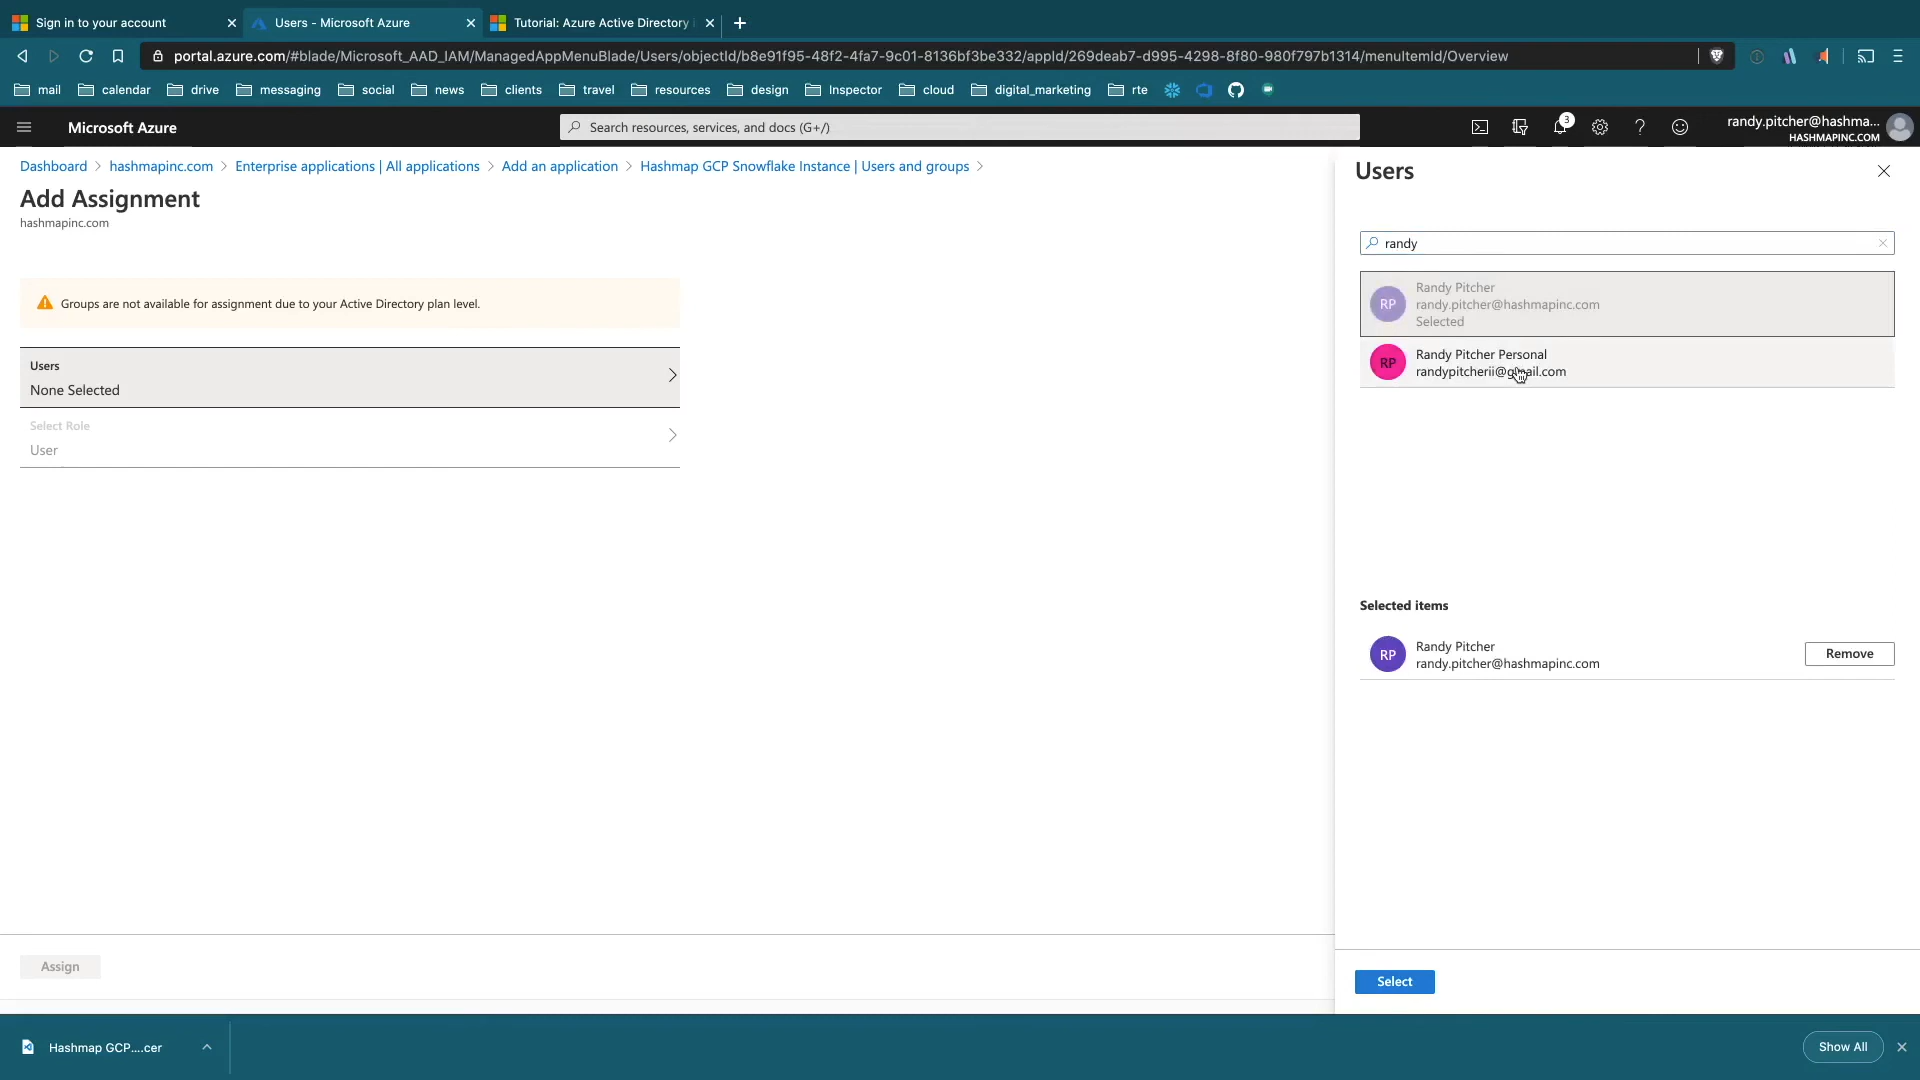 Sign in to your account
Users - Microsoft Azure
Tutorial: Azure Active Directory
portal.azure.com/#blade/Microsoft_AAD_IAM/ManagedAppMenuBlade/Users/objectId/b8e91f95-48f2-4fa7-9c01-8136bf3be332/appId/269deab7-d995-4298-8f80-980f797b1314/menuItemId/Overview
mail calendar drive messaging social news clients travel resources design Inspector cloud digital_marketing rte
Microsoft Azure
Search resources, services, and docs (G+/)
3
randy.pitcher@hashma...
HASHMAPINC.COM
Dashboard > hashmapinc.com > Enterprise applications | All applications > Add an application > Hashmap GCP Snowflake Instance | Users and groups >
Add Assignment
hashmapinc.com
Groups are not available for assignment due to your Active Directory plan level.
Users
None Selected
Select Role
User
Assign
Users
randy
RP
Randy Pitcher
randy.pitcher@hashmapinc.com
Selected
RP
Randy Pitcher Personal
randypitcherii@gmail.com
Selected items
RP
Randy Pitcher
randy.pitcher@hashmapinc.com
Remove
Select
Hashmap GCP....cer
Show All